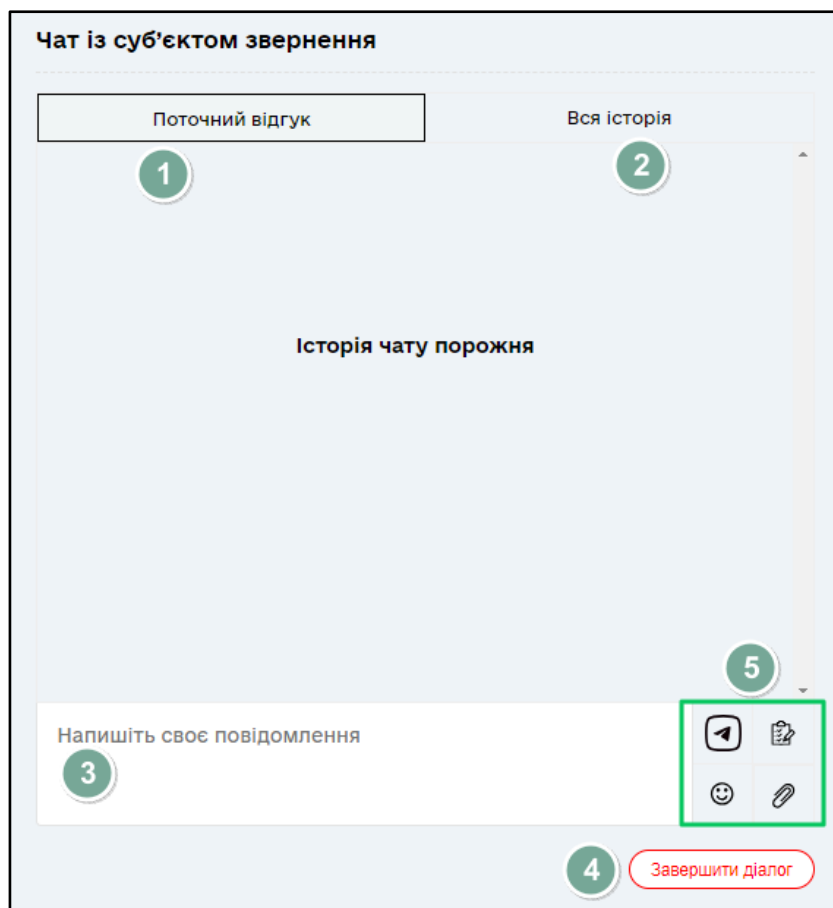 Чат із суб’єктом звернення
Поточний відгук
Вся історія
1
2
Історія чату порожня
5
Напишіть своє повідомлення
3
4
Завершити діалог